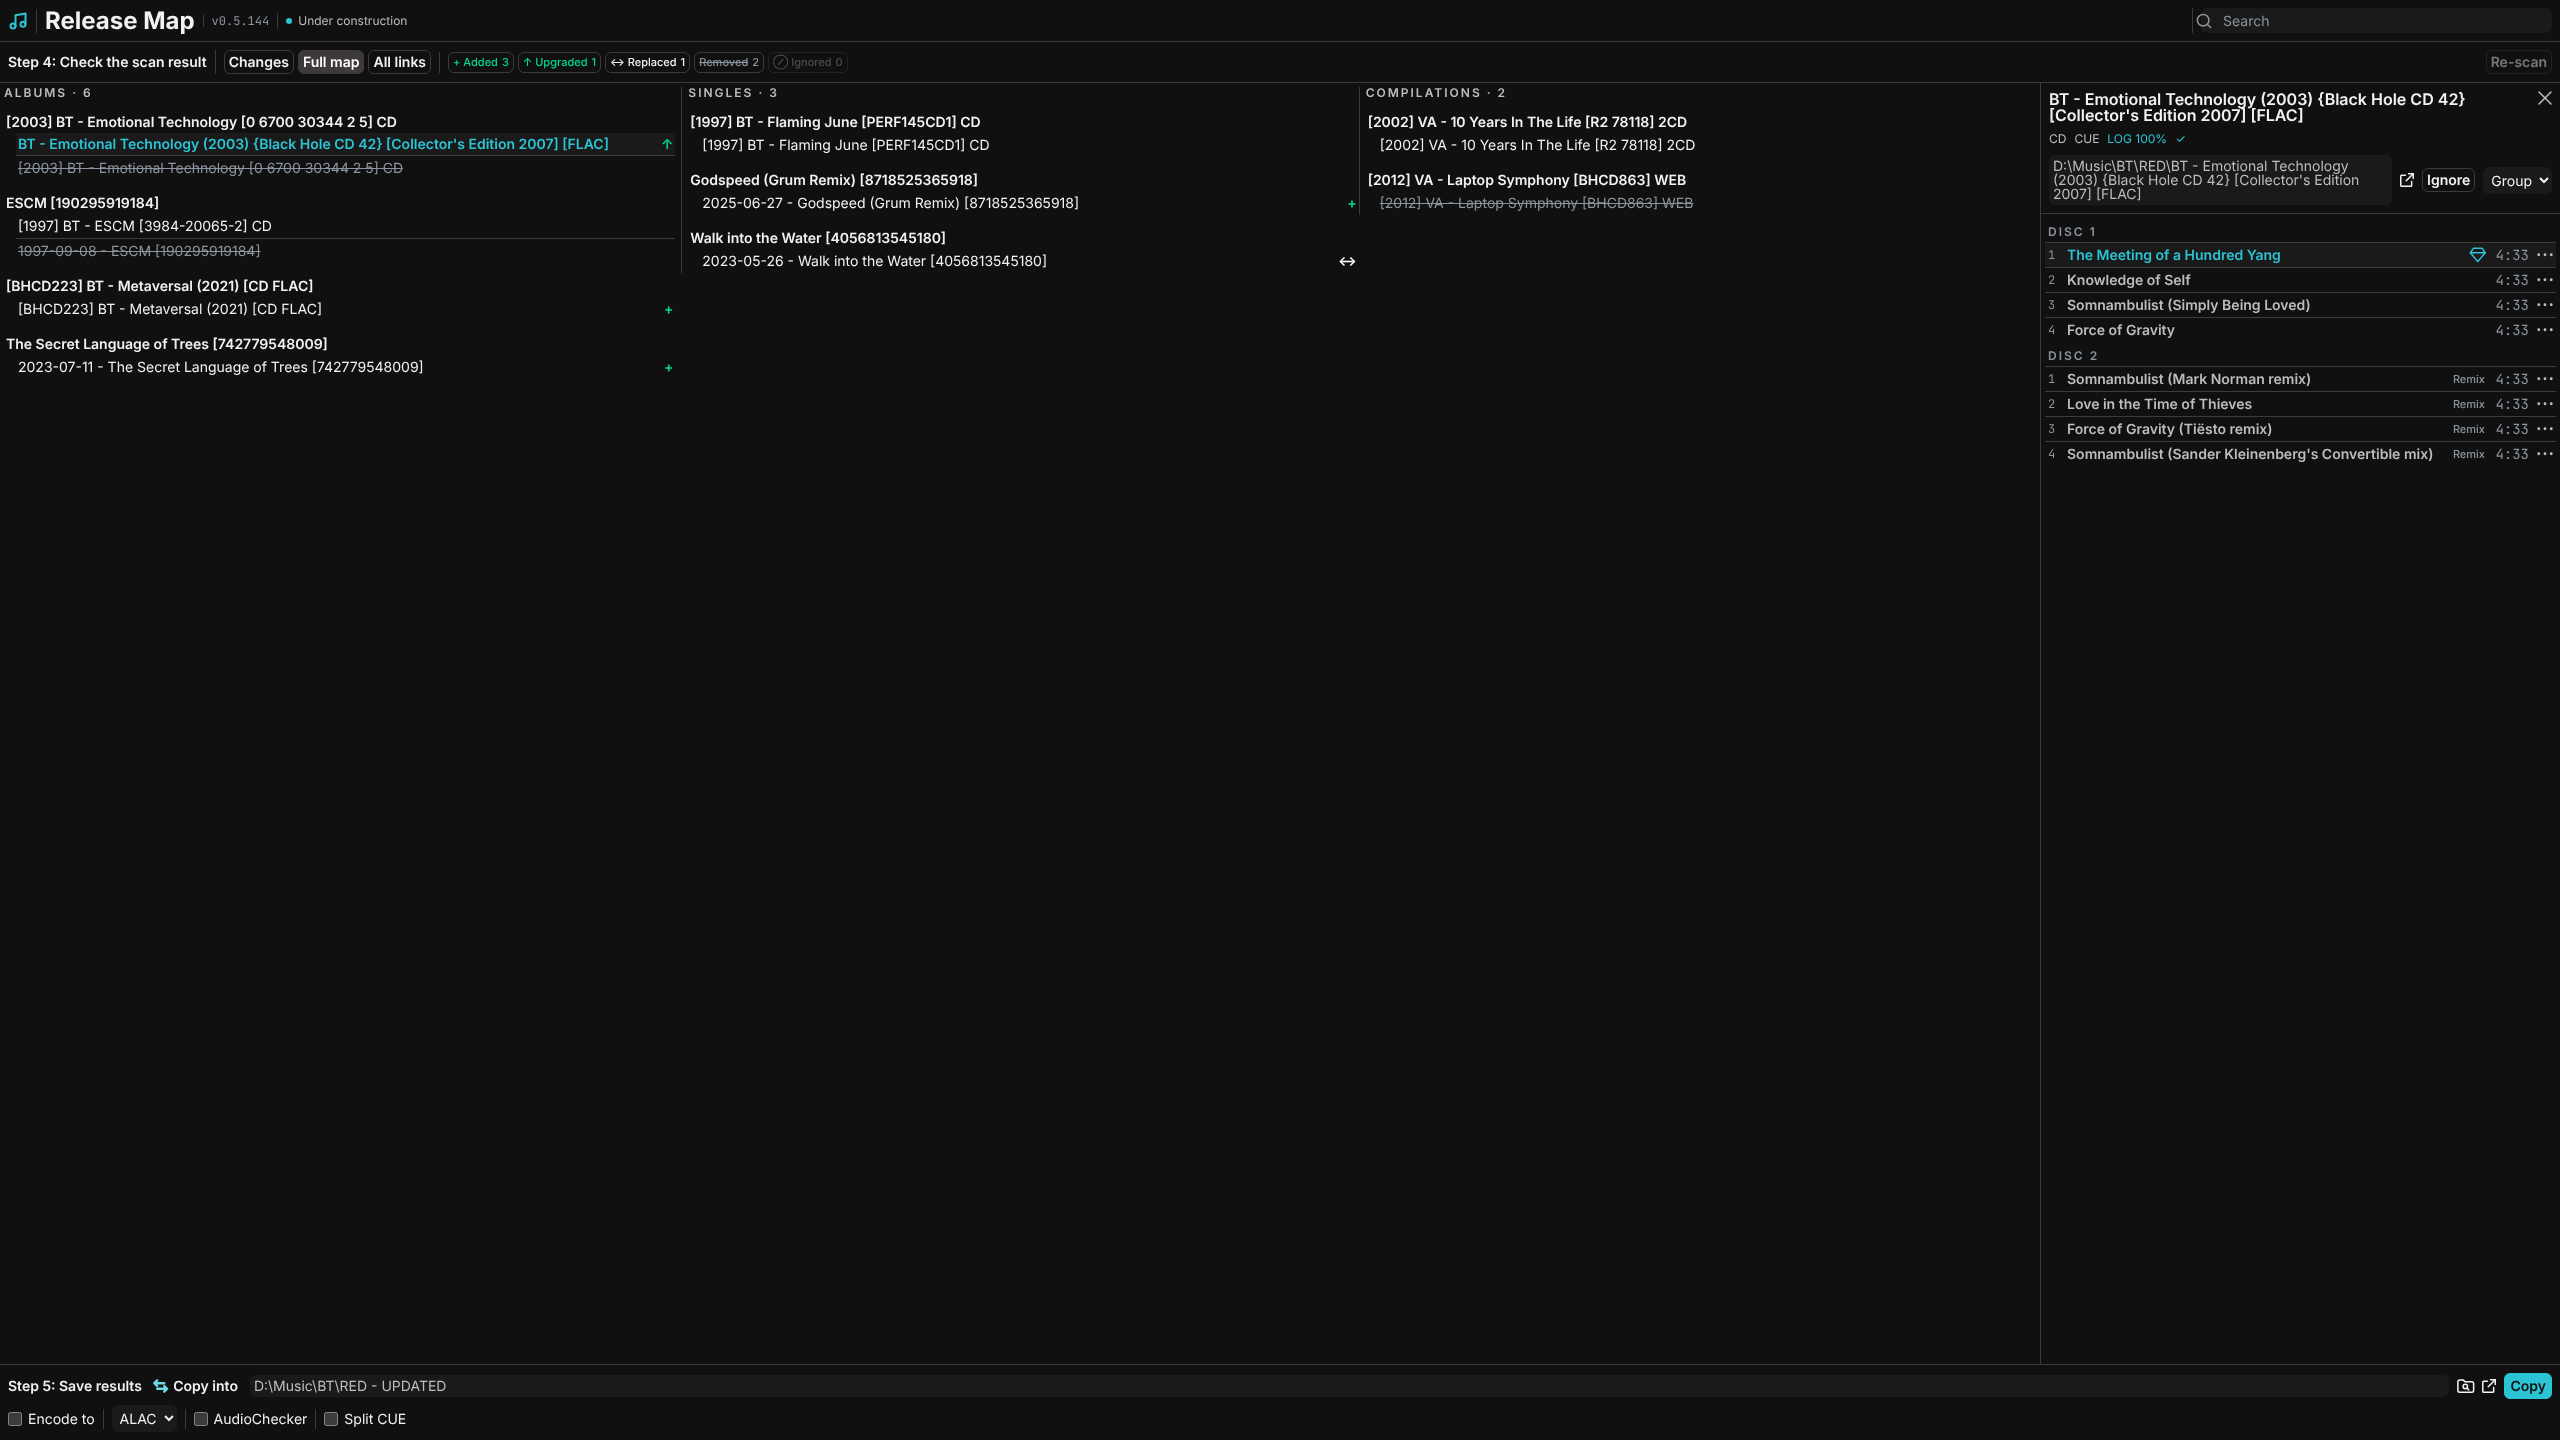 Release Map v0.5.144 Under construction Search
Step 4: Check the scan result Changes Full map All links + Added 3 ↑ Upgraded 1 ↔ Replaced 1 Removed 2 Ignored 0 Re-scan
ALBUMS · 6
[2003] BT - Emotional Technology [0 6700 30344 2 5] CD
BT - Emotional Technology (2003) {Black Hole CD 42} [Collector's Edition 2007] [FLAC] ↑
[2003] BT - Emotional Technology [0 6700 30344 2 5] CD
ESCM [190295919184]
[1997] BT - ESCM [3984-20065-2] CD
1997-09-08 - ESCM [190295919184]
[BHCD223] BT - Metaversal (2021) [CD FLAC]
[BHCD223] BT - Metaversal (2021) [CD FLAC] +
The Secret Language of Trees [742779548009]
2023-07-11 - The Secret Language of Trees [742779548009] +
SINGLES · 3
[1997] BT - Flaming June [PERF145CD1] CD
[1997] BT - Flaming June [PERF145CD1] CD
Godspeed (Grum Remix) [8718525365918]
2025-06-27 - Godspeed (Grum Remix) [8718525365918] +
Walk into the Water [4056813545180]
2023-05-26 - Walk into the Water [4056813545180] ↔
COMPILATIONS · 2
[2002] VA - 10 Years In The Life [R2 78118] 2CD
[2002] VA - 10 Years In The Life [R2 78118] 2CD
[2012] VA - Laptop Symphony [BHCD863] WEB
[2012] VA - Laptop Symphony [BHCD863] WEB
BT - Emotional Technology (2003) {Black Hole CD 42}
[Collector's Edition 2007] [FLAC]
CD CUE LOG 100% ✓
D:\Music\BT\RED\BT - Emotional Technology
(2003) {Black Hole CD 42} [Collector's Edition
2007] [FLAC]
Ignore Group
DISC 1
1 The Meeting of a Hundred Yang 4:33 ···
2 Knowledge of Self 4:33 ···
3 Somnambulist (Simply Being Loved) 4:33 ···
4 Force of Gravity 4:33 ···
DISC 2
1 Somnambulist (Mark Norman remix) Remix 4:33 ···
2 Love in the Time of Thieves Remix 4:33 ···
3 Force of Gravity (Tiësto remix) Remix 4:33 ···
4 Somnambulist (Sander Kleinenberg's Convertible mix) Remix 4:33 ···
Step 5: Save results Copy into D:\Music\BT\RED - UPDATED Copy
Encode to ALAC AudioChecker Split CUE